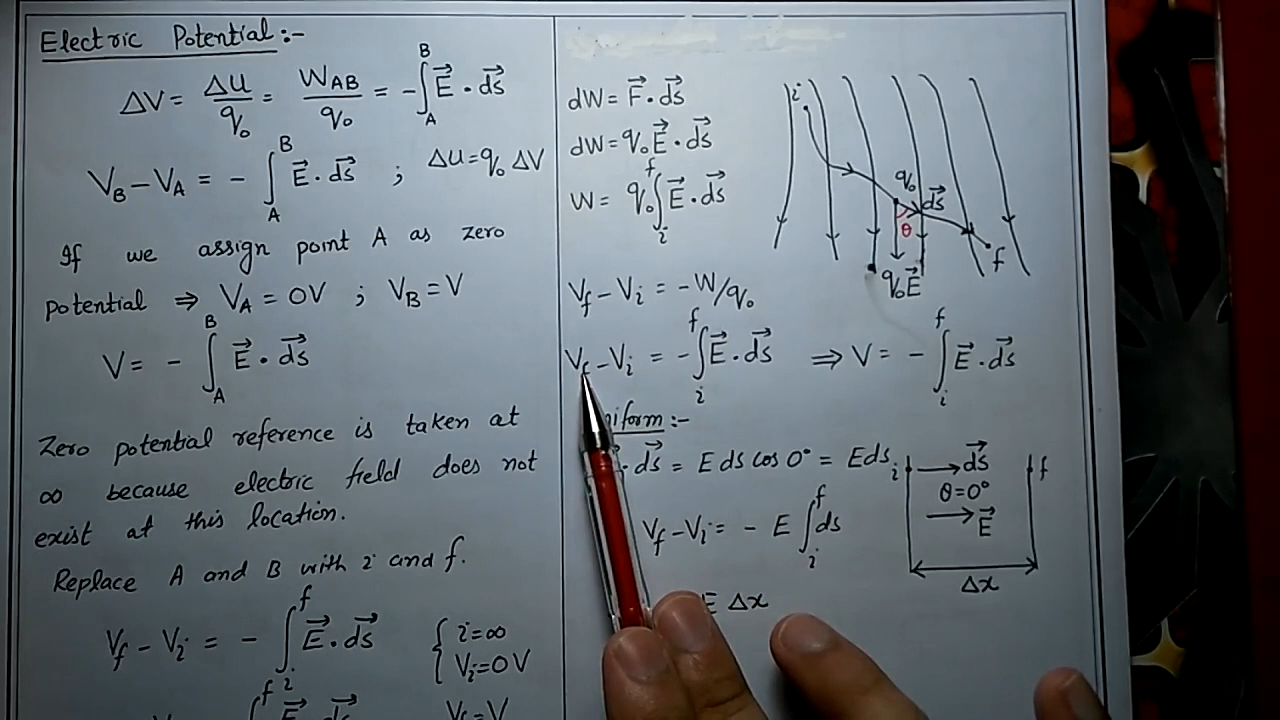 Electric Potential :-
ΔV = ΔU/q₀ = W_AB/q₀ = -∫_A^B E⃗ · ds⃗
V_B - V_A = -∫_A^B E⃗ · ds⃗ ; ΔU = q₀ ΔV
If we assign point A as zero
potential ⇒ V_A = 0V ; V_B = V
V = -∫_A^B E⃗ · ds⃗
Zero potential reference is taken at
∞ because electric field does not
exist at this location.
Replace A and B with i and f.
V_f - V_i = -∫_i^f E⃗ · ds⃗ { i = ∞
V_i = 0 V
dW = F⃗ · ds⃗
dW = q₀ E⃗ · ds⃗
W = q₀ ∫_i^f E⃗ · ds⃗
V_f - V_i = -W/q₀
V_f - V_i = -∫_i^f E⃗ · ds⃗ ⇒ V = -∫_i^f E⃗ · ds⃗
· ds⃗ = E ds cos 0° = E ds
V_f - V_i = - E ∫_i^f ds
E Δx
i
q₀
ds⃗
θ
f
q₀E⃗
i
ds⃗
f
θ = 0°
E⃗
Δx